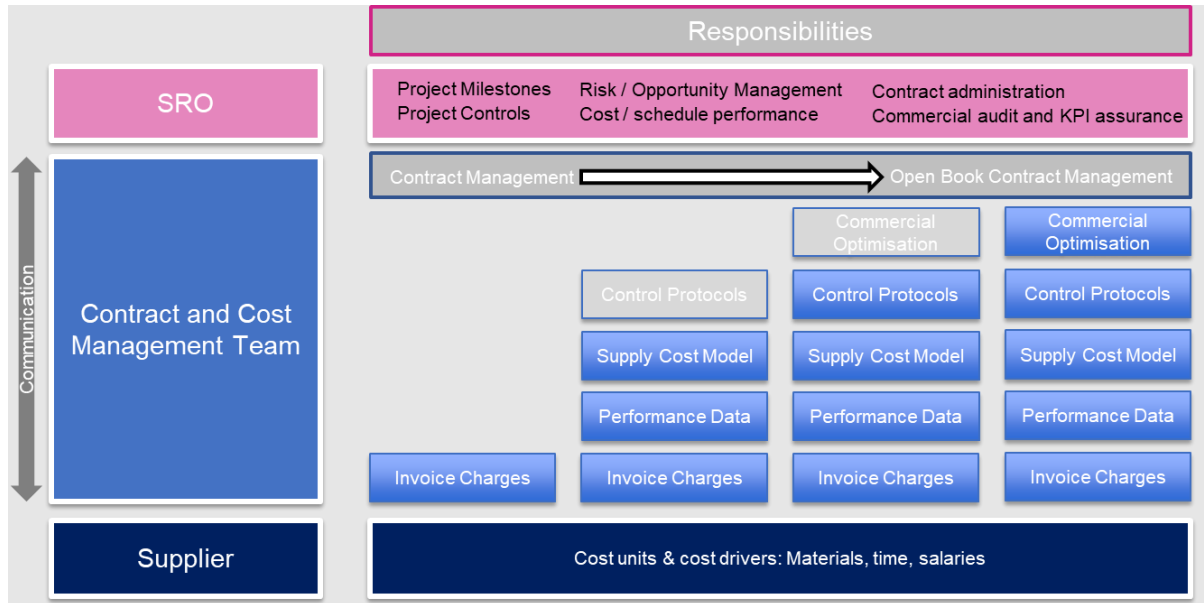 Responsibilities
SRO
Project Milestones
Project Controls
Risk / Opportunity Management
Cost / schedule performance
Contract administration
Commercial audit and KPI assurance
Communication
Contract and Cost
Management Team
Contract Management
Open Book Contract Management
Commercial
Optimisation
Commercial
Optimisation
Control Protocols
Control Protocols
Control Protocols
Supply Cost Model
Supply Cost Model
Supply Cost Model
Performance Data
Performance Data
Performance Data
Invoice Charges
Invoice Charges
Invoice Charges
Invoice Charges
Supplier
Cost units & cost drivers: Materials, time, salaries